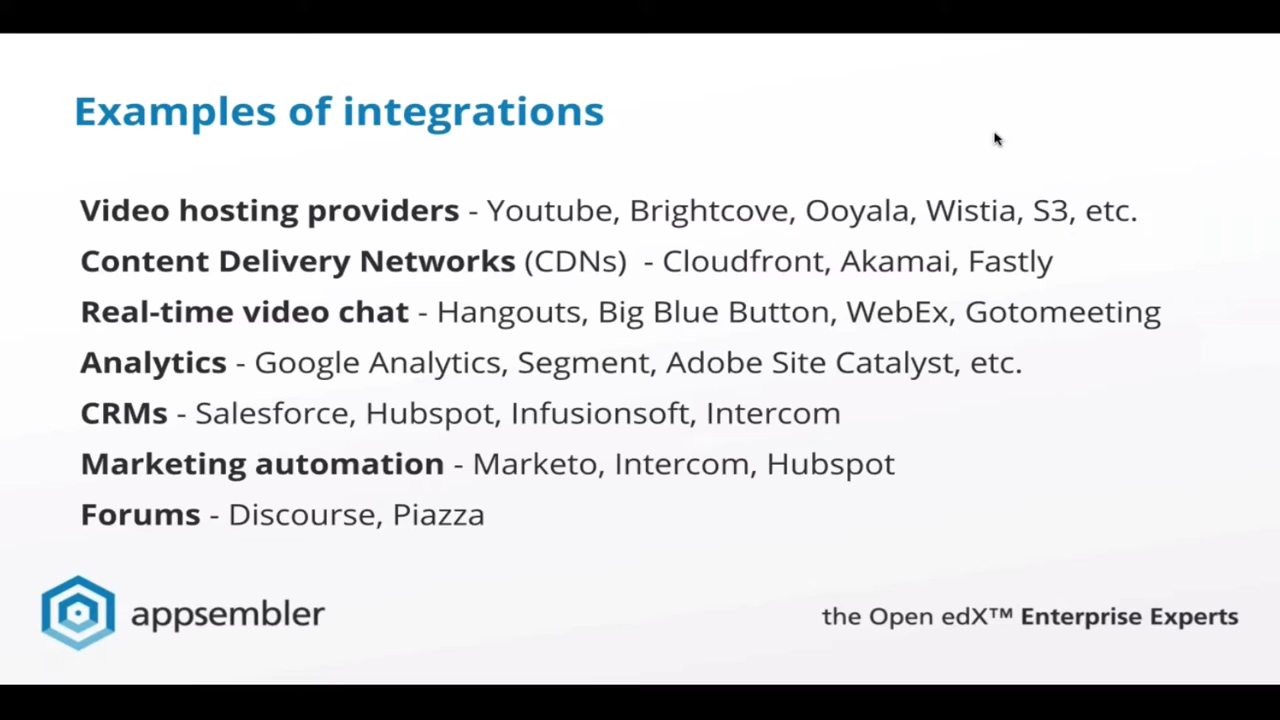 Examples of integrations
Video hosting providers - Youtube, Brightcove, Ooyala, Wistia, S3, etc.
Content Delivery Networks (CDNs)  - Cloudfront, Akamai, Fastly
Real-time video chat - Hangouts, Big Blue Button, WebEx, Gotomeeting
Analytics - Google Analytics, Segment, Adobe Site Catalyst, etc.
CRMs - Salesforce, Hubspot, Infusionsoft, Intercom
Marketing automation - Marketo, Intercom, Hubspot
Forums - Discourse, Piazza
appsembler
the Open edX™ Enterprise Experts